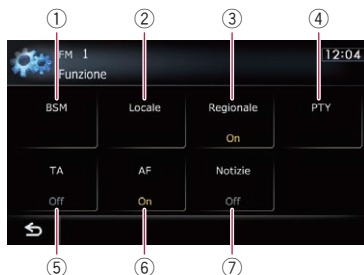 ① ② ③ ④
FM 1 12:04
Funzione
BSM Locale Regionale PTY
On
TA AF Notizie
Off On Off
⑤ ⑥ ⑦